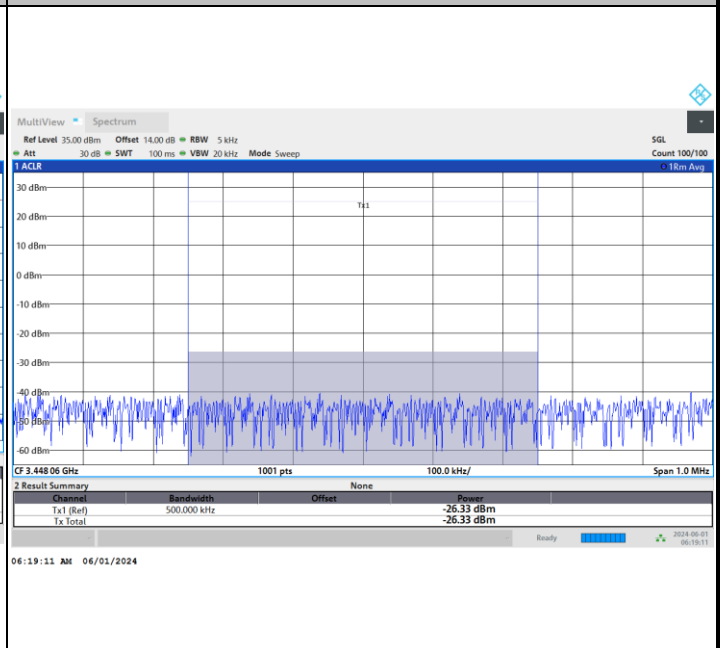 MultiView Spectrum
Ref Level 35.00 dBm Offset 14.00 dB RBW 5 kHz SGL
Att 30 dB SWT 100 ms VBW 20 kHz Mode Sweep Count 100/100
1 ACLR 1Rm Avg
30 dBm
Tx1
20 dBm
10 dBm
0 dBm
-10 dBm
-20 dBm
-30 dBm
-40 dBm
-50 dBm
-60 dBm
CF 3.448 06 GHz 1001 pts 100.0 kHz/ Span 1.0 MHz
2 Result Summary None
Channel Bandwidth Offset Power
Tx1 (Ref) 500.000 kHz -26.33 dBm
Tx Total -26.33 dBm
Ready 2024-06-01
06:19:11
06:19:11 AM 06/01/2024